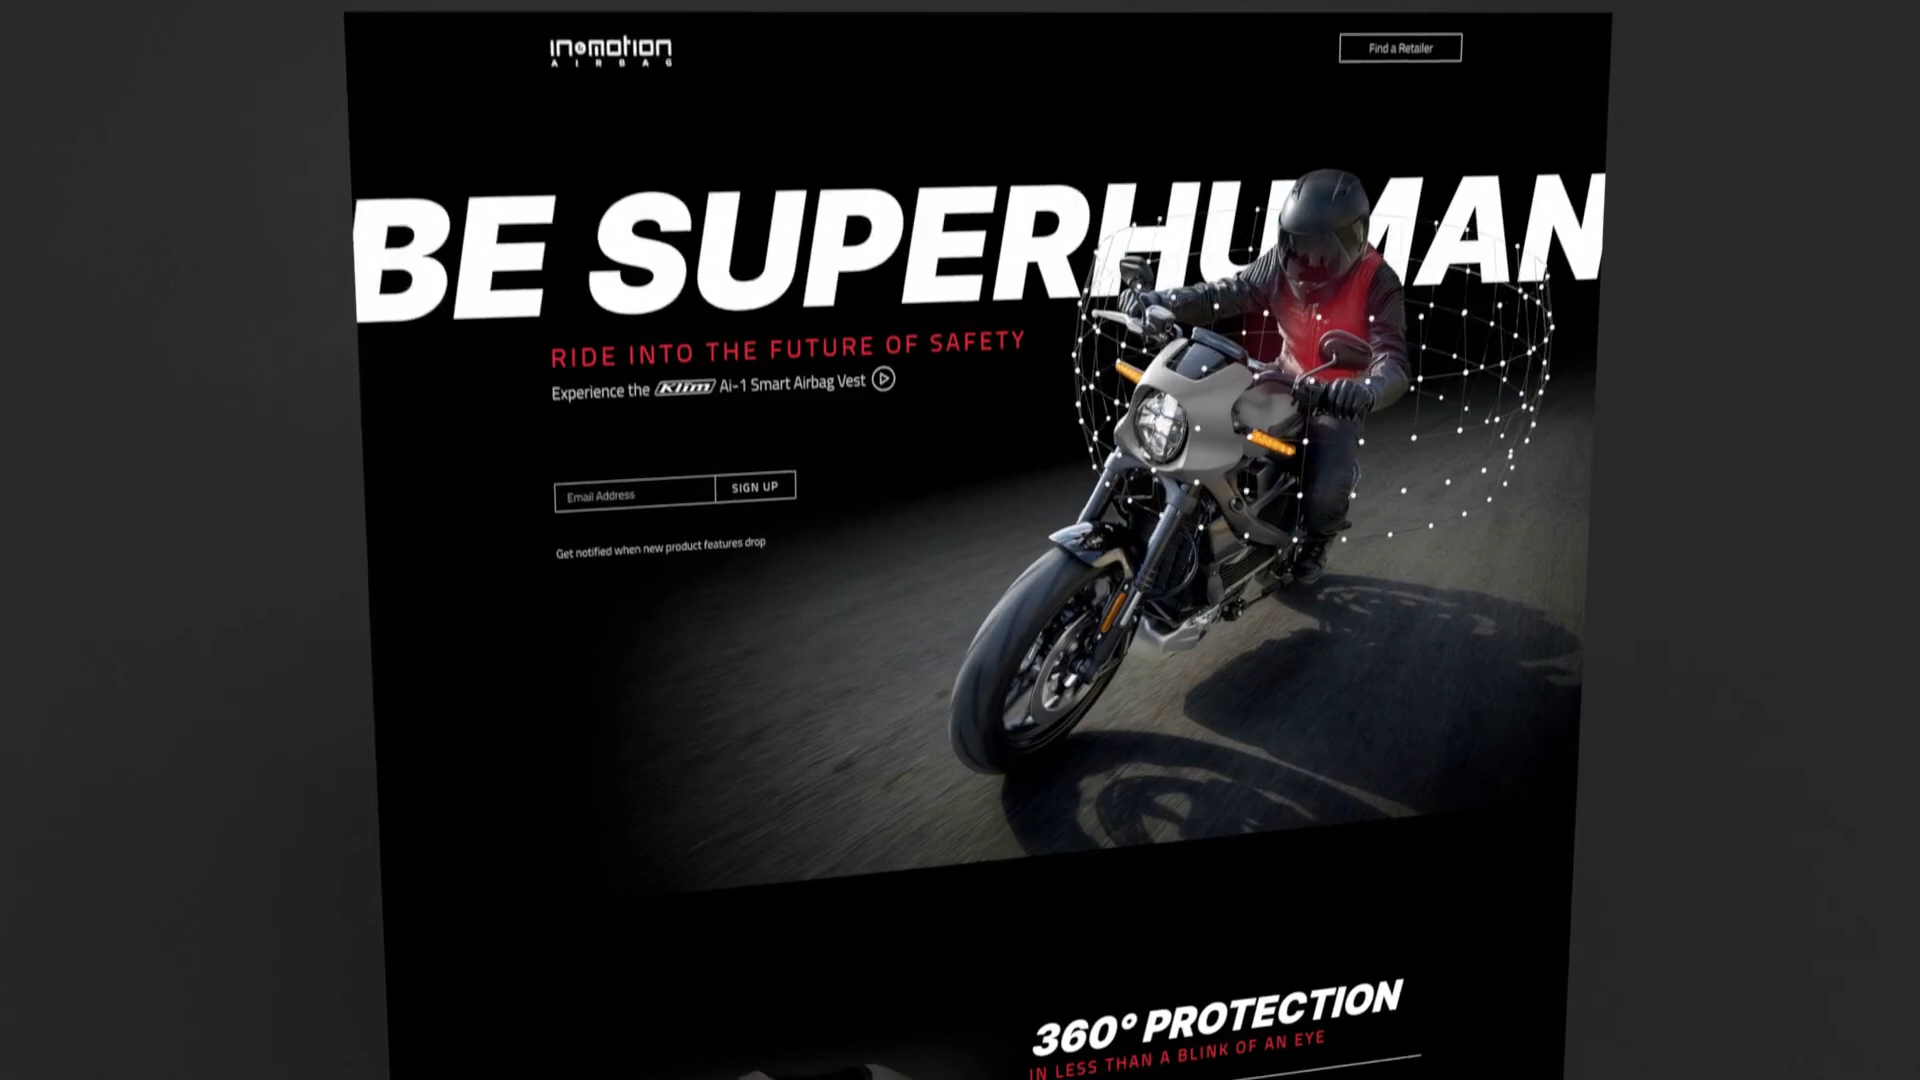 in&motion
AIRBAG
Find a Retailer
BE SUPERHUMAN
RIDE INTO THE FUTURE OF SAFETY
Experience the Klim Ai-1 Smart Airbag Vest
Email Address
SIGN UP
Get notified when new product features drop
360° PROTECTION
IN LESS THAN A BLINK OF AN EYE